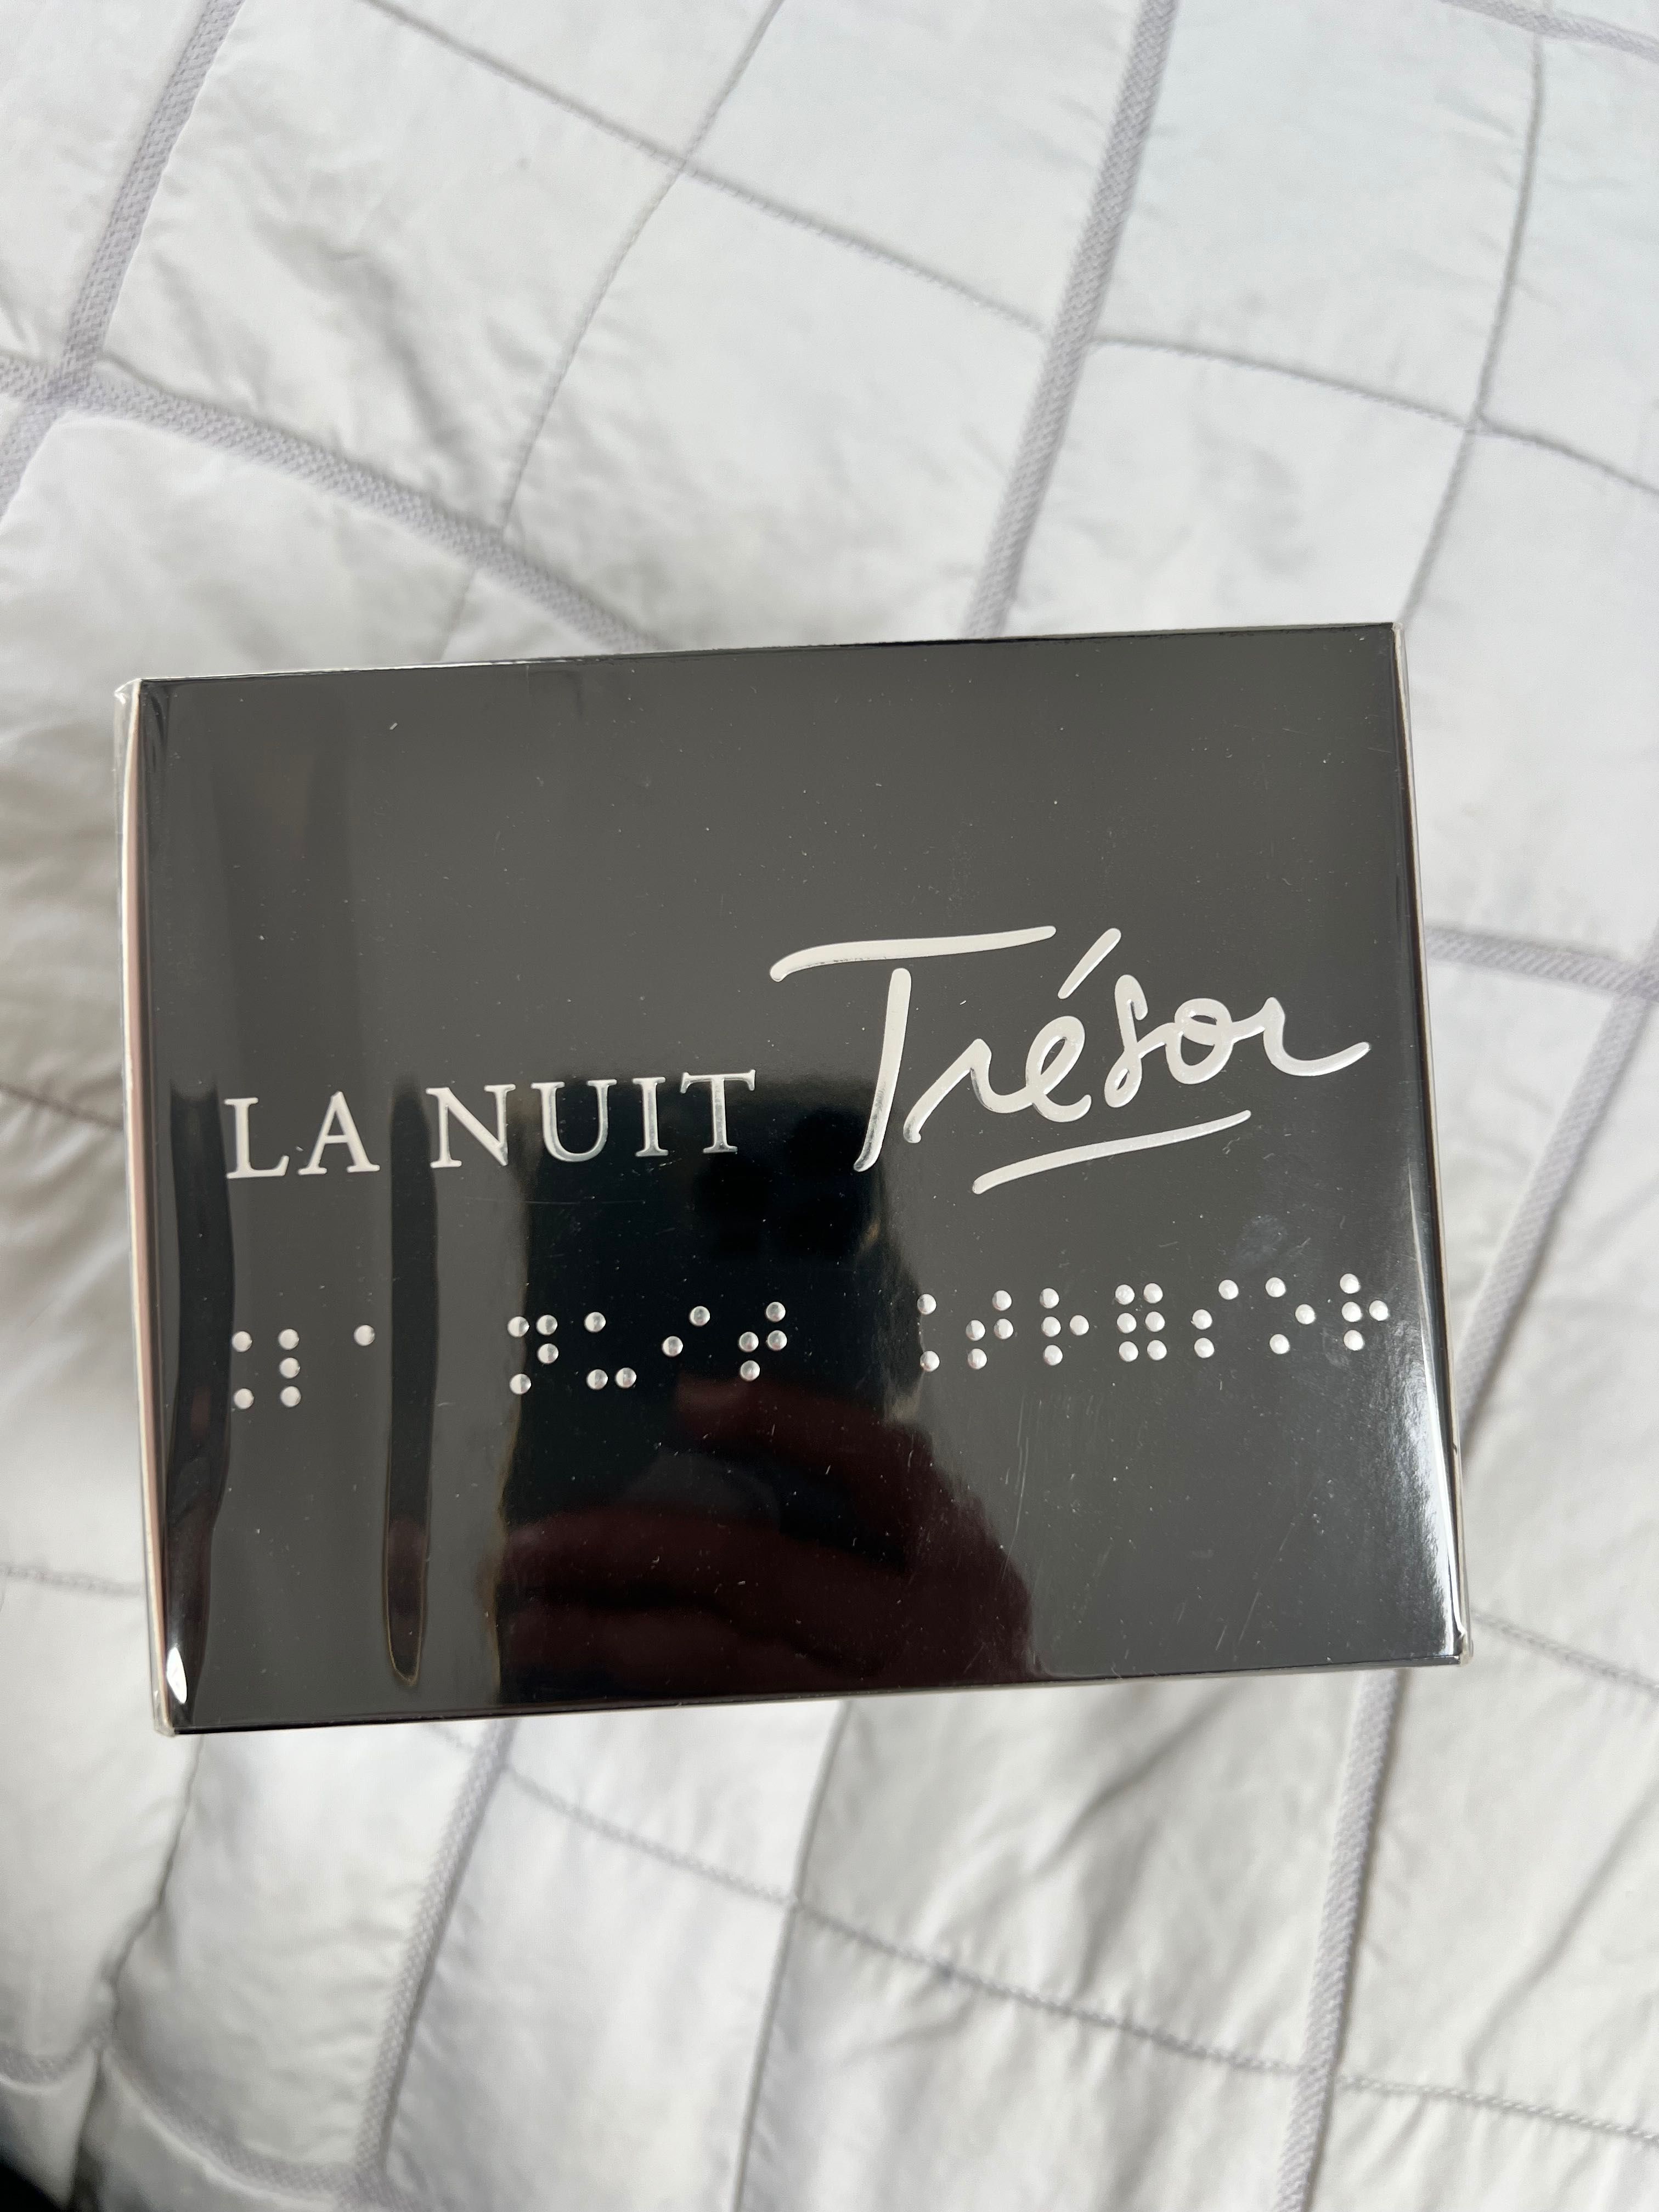 LA NUIT Trésor
⠨⠇⠁ ⠝⠥⠊⠞ ⠨⠞⠗⠿⠎⠕⠗